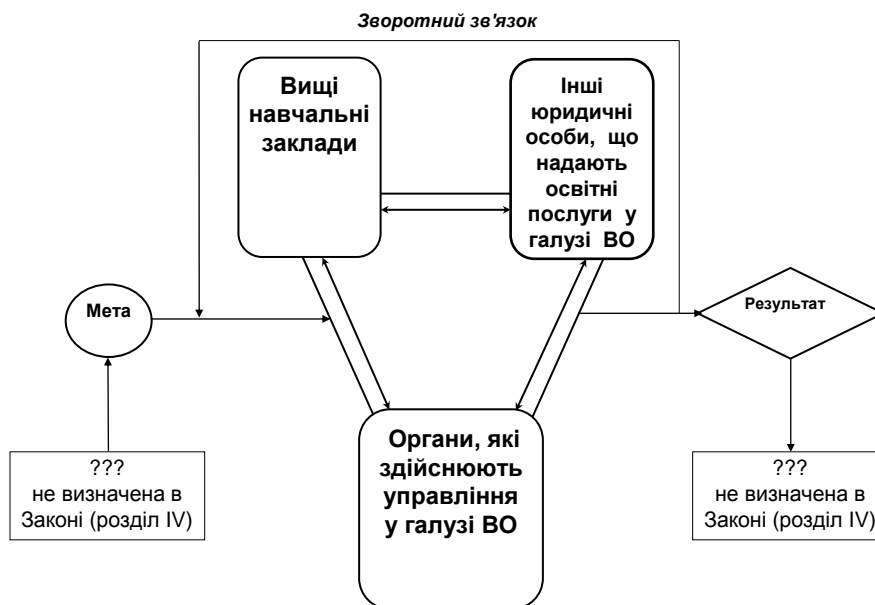 Зворотний зв'язок
Вищі
навчальні
заклади
Інші
юридичні
особи, що
надають
освітні
послуги у
галузі ВО
Мета
Результат
Органи, які
здійснюють
управління
у галузі ВО
???
не визначена в
Законі (розділ IV)
???
не визначена в
Законі (розділ IV)